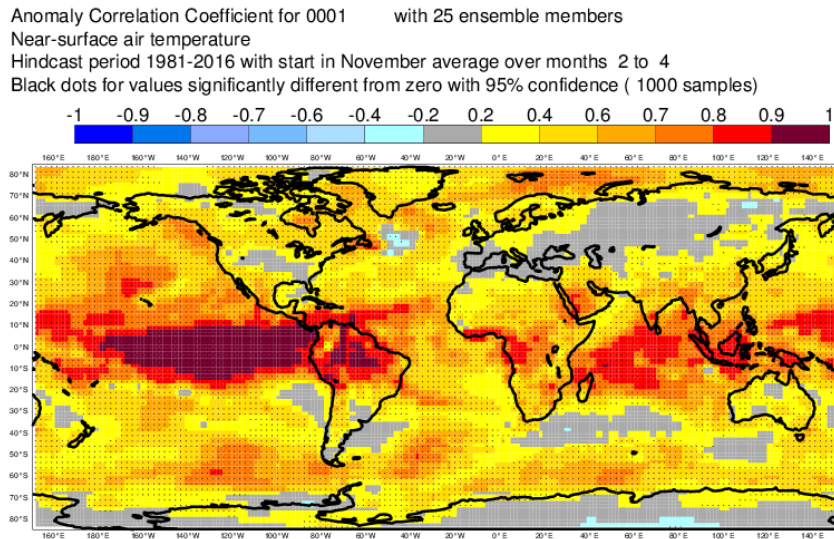 Anomaly Correlation Coefficient for 0001 with 25 ensemble members
Near-surface air temperature
Hindcast period 1981-2016 with start in November average over months 2 to 4
Black dots for values significantly different from zero with 95% confidence ( 1000 samples)
-1 -0.9 -0.8 -0.7 -0.6 -0.4 -0.2 0.2 0.4 0.6 0.7 0.8 0.9 1
160°E 180°W 160°W 140°W 120°W 100°W 80°W 60°W 40°W 20°W 0°E 20°E 40°E 60°E 80°E 100°E 120°E 140°E
80°N
70°N
60°N
50°N
40°N
30°N
20°N
10°N
0°N
10°S
20°S
30°S
40°S
50°S
60°S
70°S
80°S
160°E 180°W 160°W 140°W 120°W 100°W 80°W 60°W 40°W 20°W 0°E 20°E 40°E 60°E 80°E 100°E 120°E 140°E